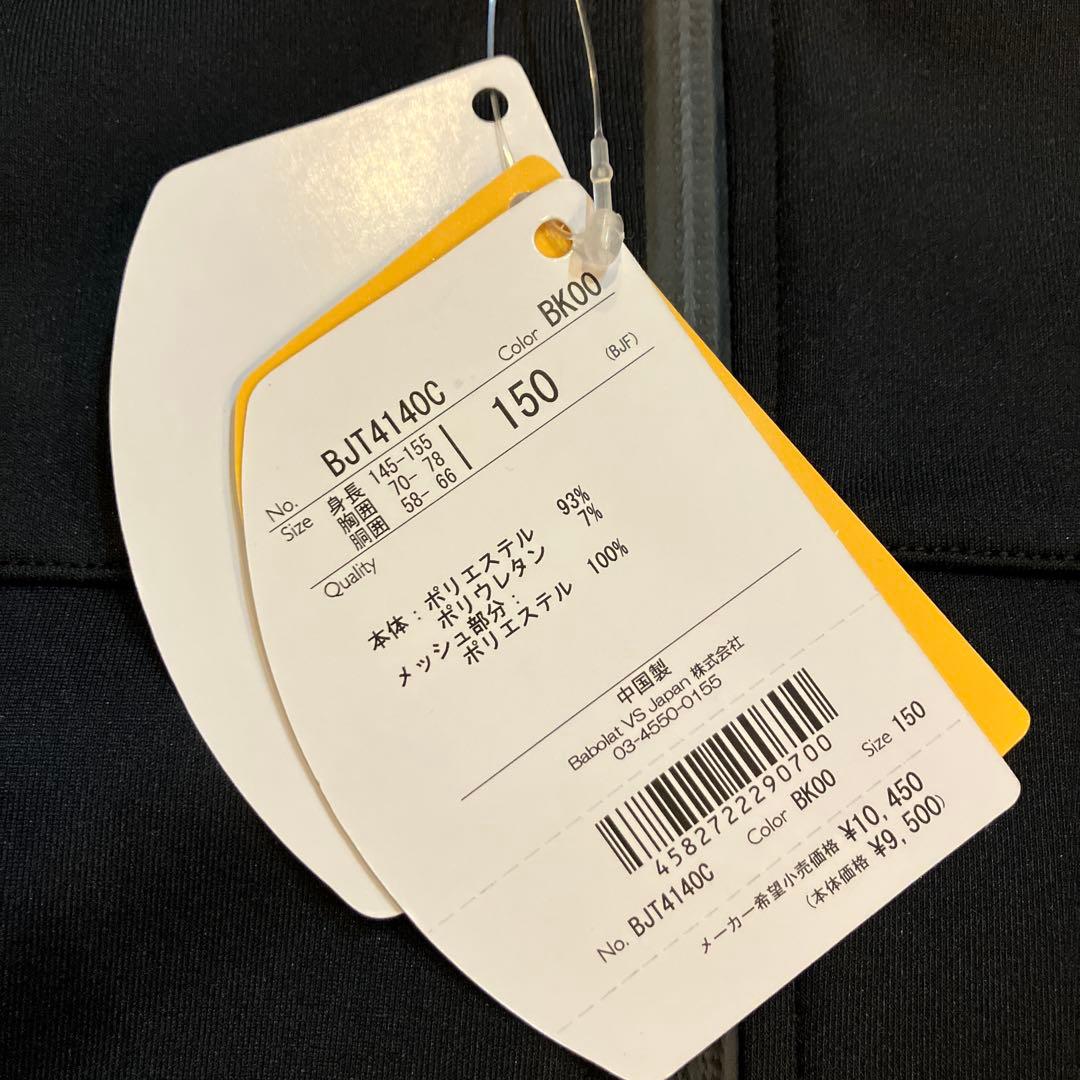 No. BJT4140C Color BK00
Size 身長 145-155 150 (BJF)
胸囲 70- 78
胴囲 58- 66
Quality
本体:ポリエステル 93%
ポリウレタン 7%
メッシュ部分:
ポリエステル 100%
中国製
Babolat VS Japan 株式会社
03-4550-0155
4582722290700
No. BJT4140C Color BK00 Size 150
メーカー希望小売価格 ¥10,450
(本体価格 ¥9,500)